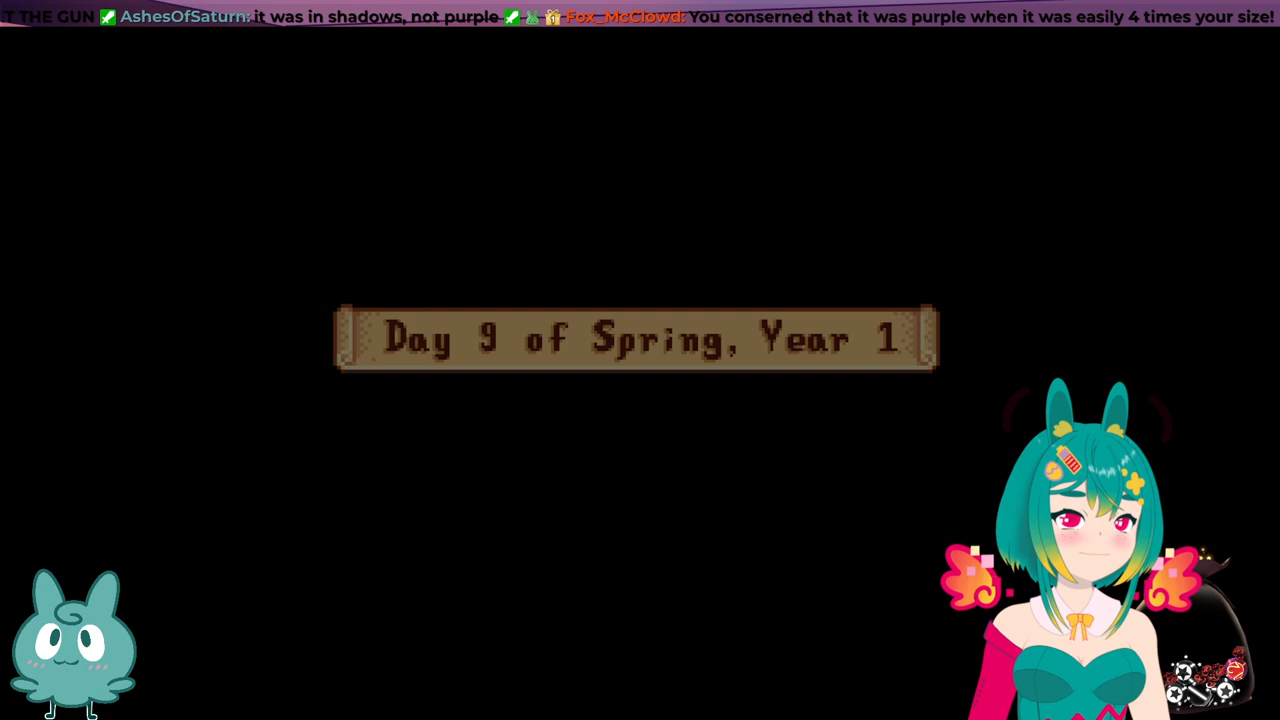 T THE GUN AshesOfSaturn: it was in shadows, not purple Fox_McClowd: You conserned that it was purple when it was easily 4 times your size!
Day 9 of Spring, Year 1